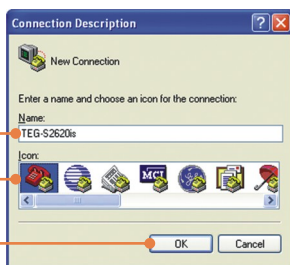 Connection Description
New Connection
Enter a name and choose an icon for the connection:
Name:
TEG-S2620is
Icon:
MCI
OK
Cancel